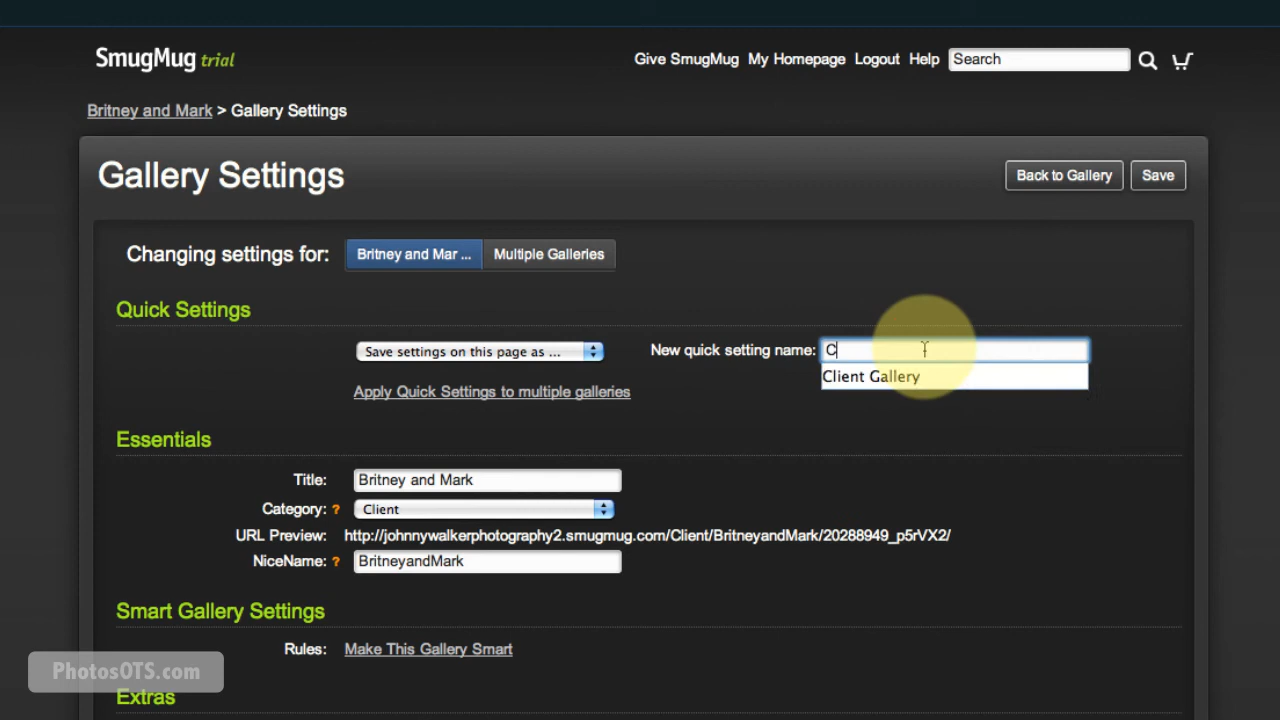 SmugMug trial
Give SmugMug My Homepage Logout Help Search
Britney and Mark > Gallery Settings
Gallery Settings
Back to Gallery Save
Changing settings for: Britney and Mar ... Multiple Galleries
Quick Settings
Save settings on this page as ... New quick setting name: C
Client Gallery
Apply Quick Settings to multiple galleries
Essentials
Title: Britney and Mark
Category: ? Client
URL Preview: http://johnnywalkerphotography2.smugmug.com/Client/BritneyandMark/20288949_p5rVX2/
NiceName: ? BritneyandMark
Smart Gallery Settings
Rules: Make This Gallery Smart
PhotosOTS.com
Extras